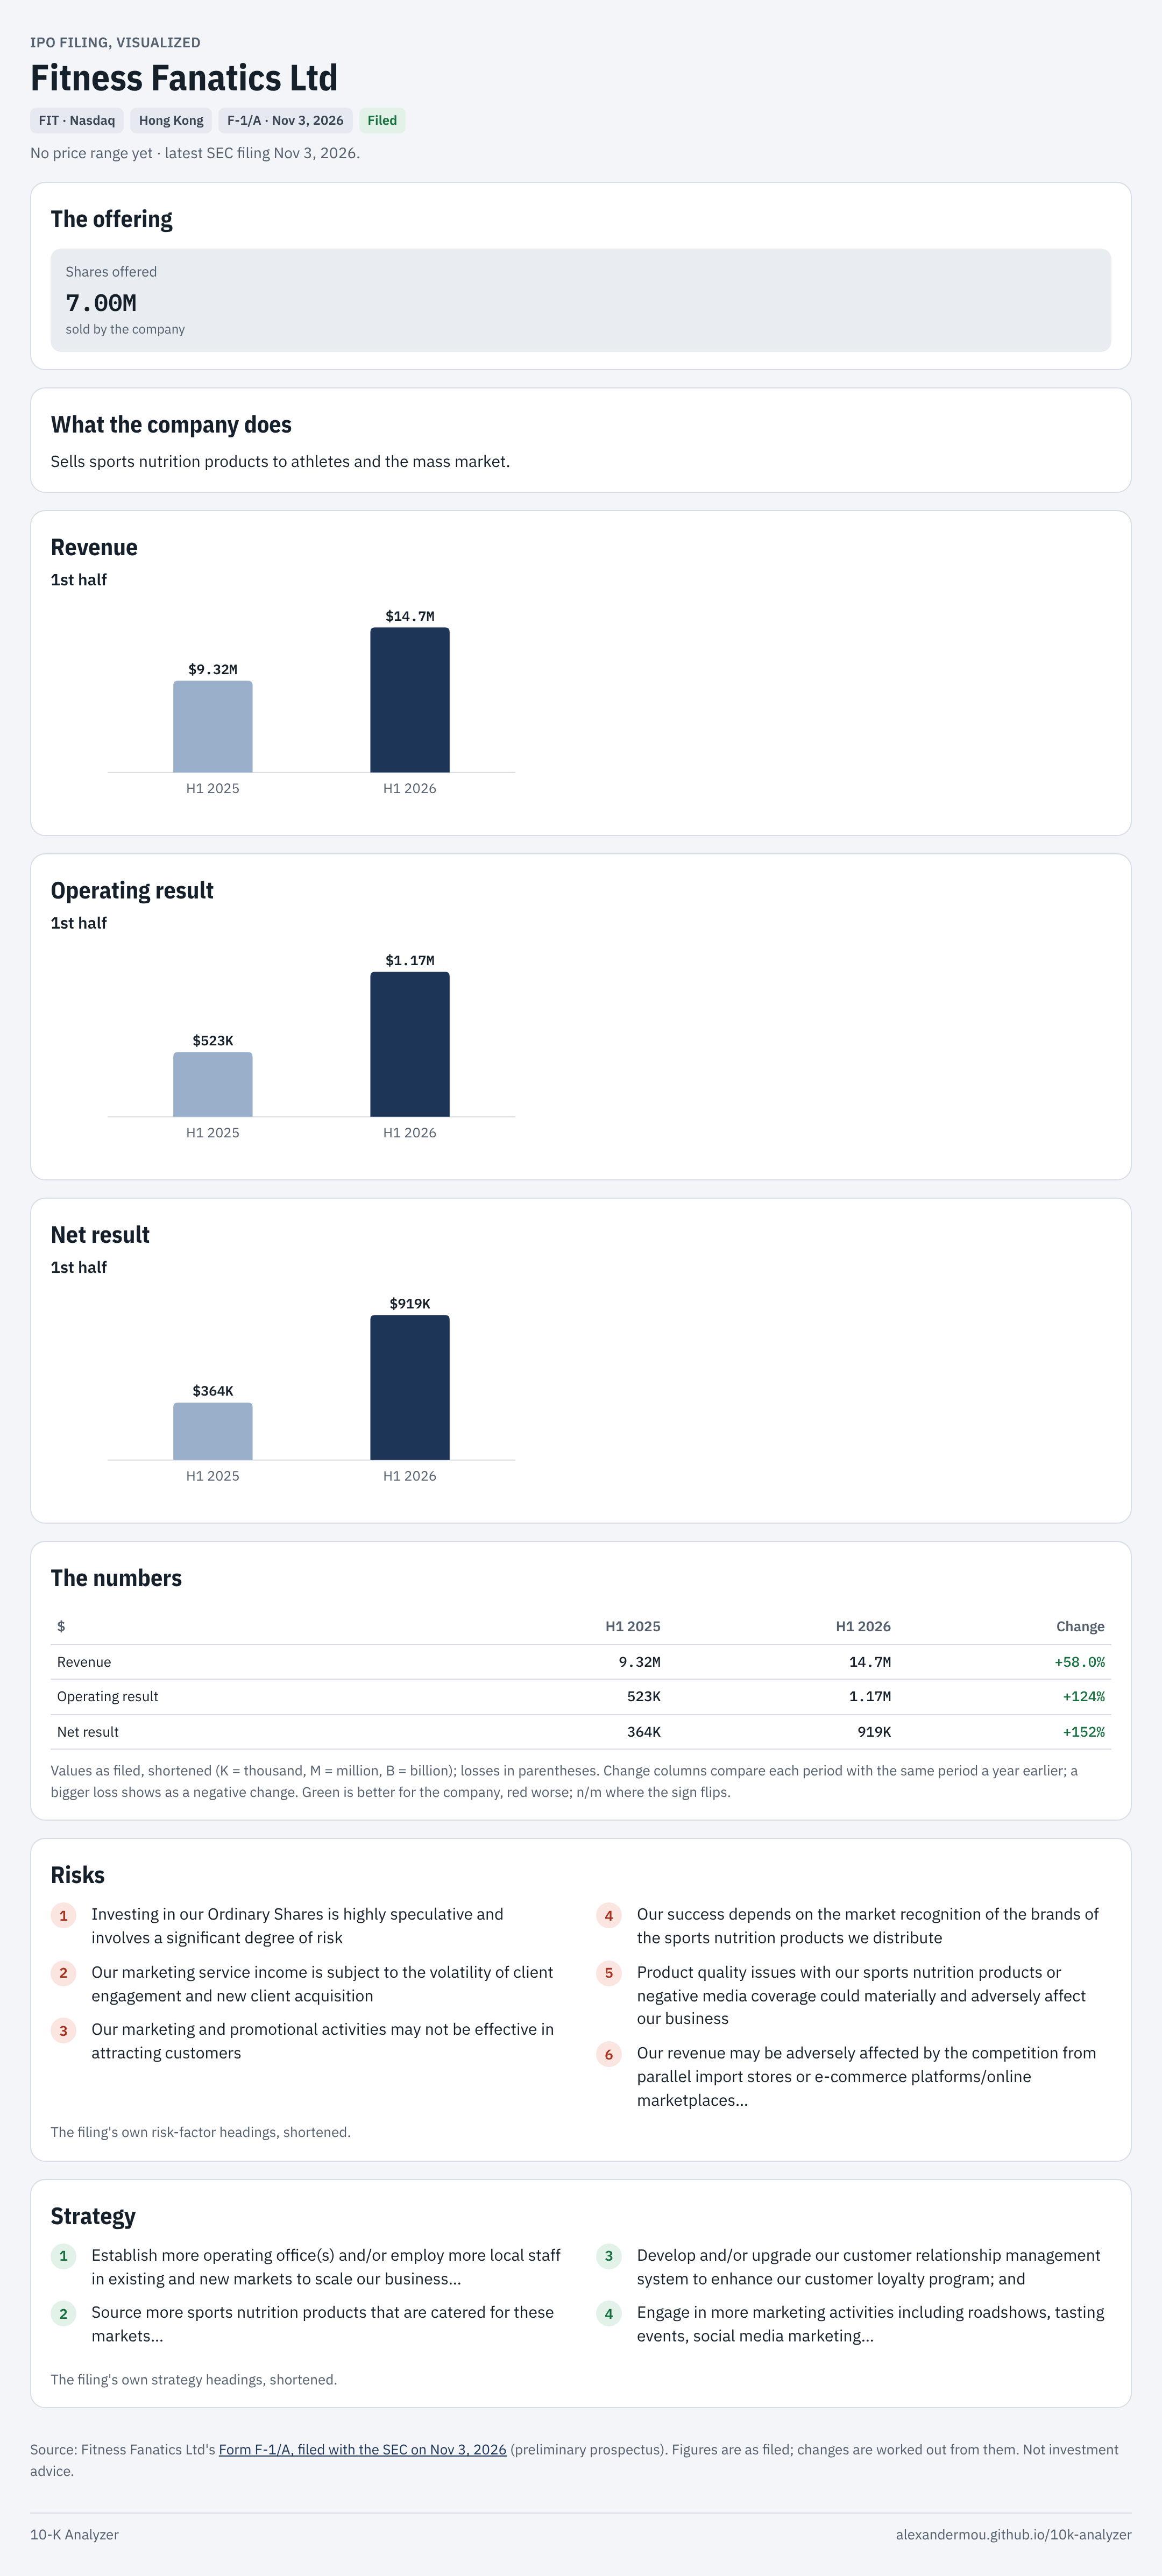 IPO FILING, VISUALIZED
Fitness Fanatics Ltd
FIT · Nasdaq
Hong Kong
F-1/A · Nov 3, 2026
Filed
No price range yet · latest SEC filing Nov 3, 2026.
The offering
Shares offered
7.00M
sold by the company
What the company does
Sells sports nutrition products to athletes and the mass market.
Revenue
1st half
$9.32M
$14.7M
H1 2025
H1 2026
Operating result
1st half
$523K
$1.17M
H1 2025
H1 2026
Net result
1st half
$364K
$919K
H1 2025
H1 2026
The numbers
$ H1 2025 H1 2026 Change
Revenue 9.32M 14.7M +58.0%
Operating result 523K 1.17M +124%
Net result 364K 919K +152%
Values as filed, shortened (K = thousand, M = million, B = billion); losses in parentheses. Change columns compare each period with the same period a year earlier; a
bigger loss shows as a negative change. Green is better for the company, red worse; n/m where the sign flips.
Risks
1 Investing in our Ordinary Shares is highly speculative and
involves a significant degree of risk
2 Our marketing service income is subject to the volatility of client
engagement and new client acquisition
3 Our marketing and promotional activities may not be effective in
attracting customers
4 Our success depends on the market recognition of the brands of
the sports nutrition products we distribute
5 Product quality issues with our sports nutrition products or
negative media coverage could materially and adversely affect
our business
6 Our revenue may be adversely affected by the competition from
parallel import stores or e-commerce platforms/online
marketplaces...
The filing's own risk-factor headings, shortened.
Strategy
1 Establish more operating office(s) and/or employ more local staff
in existing and new markets to scale our business...
2 Source more sports nutrition products that are catered for these
markets...
3 Develop and/or upgrade our customer relationship management
system to enhance our customer loyalty program; and
4 Engage in more marketing activities including roadshows, tasting
events, social media marketing...
The filing's own strategy headings, shortened.
Source: Fitness Fanatics Ltd's Form F-1/A, filed with the SEC on Nov 3, 2026 (preliminary prospectus). Figures are as filed; changes are worked out from them. Not investment
advice.
10-K Analyzer
alexandermou.github.io/10k-analyzer